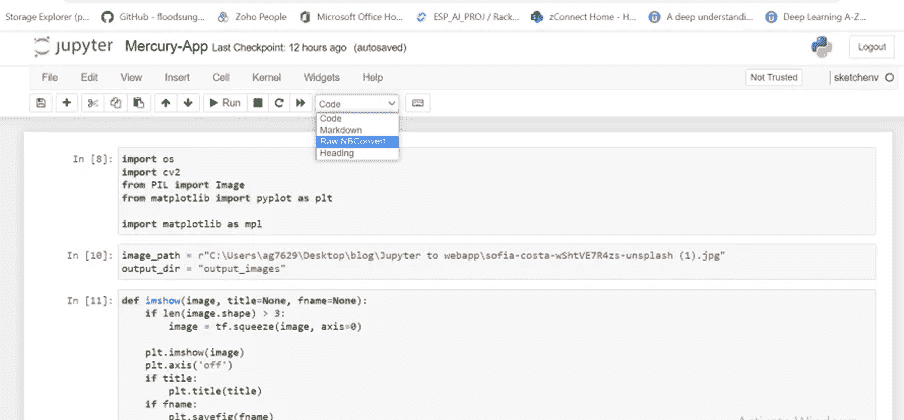 Storage Explorer (p... GitHub - floodsung... Zoho People Microsoft Office Ho... ESP_AI_PROJ / Rack... zConnect Home - H... A deep understandi... Deep Learning A-Z...
jupyter Mercury-App Last Checkpoint: 12 hours ago (autosaved) Logout
File Edit View Insert Cell Kernel Widgets Help Not Trusted sketchenv
Run Code
Code
Markdown
Raw NBConvert
Heading
In [8]: import os
import cv2
from PIL import Image
from matplotlib import pyplot as plt
import matplotlib as mpl
In [10]: image_path = r"C:\Users\ag7629\Desktop\blog\Jupyter to webapp\sofia-costa-wShtVE7R4zs-unsplash (1).jpg"
output_dir = "output_images"
In [11]: def imshow(image, title=None, fname=None):
if len(image.shape) > 3:
image = tf.squeeze(image, axis=0)
plt.imshow(image)
plt.axis('off')
if title:
plt.title(title)
if fname:
plt.savefig(fname)